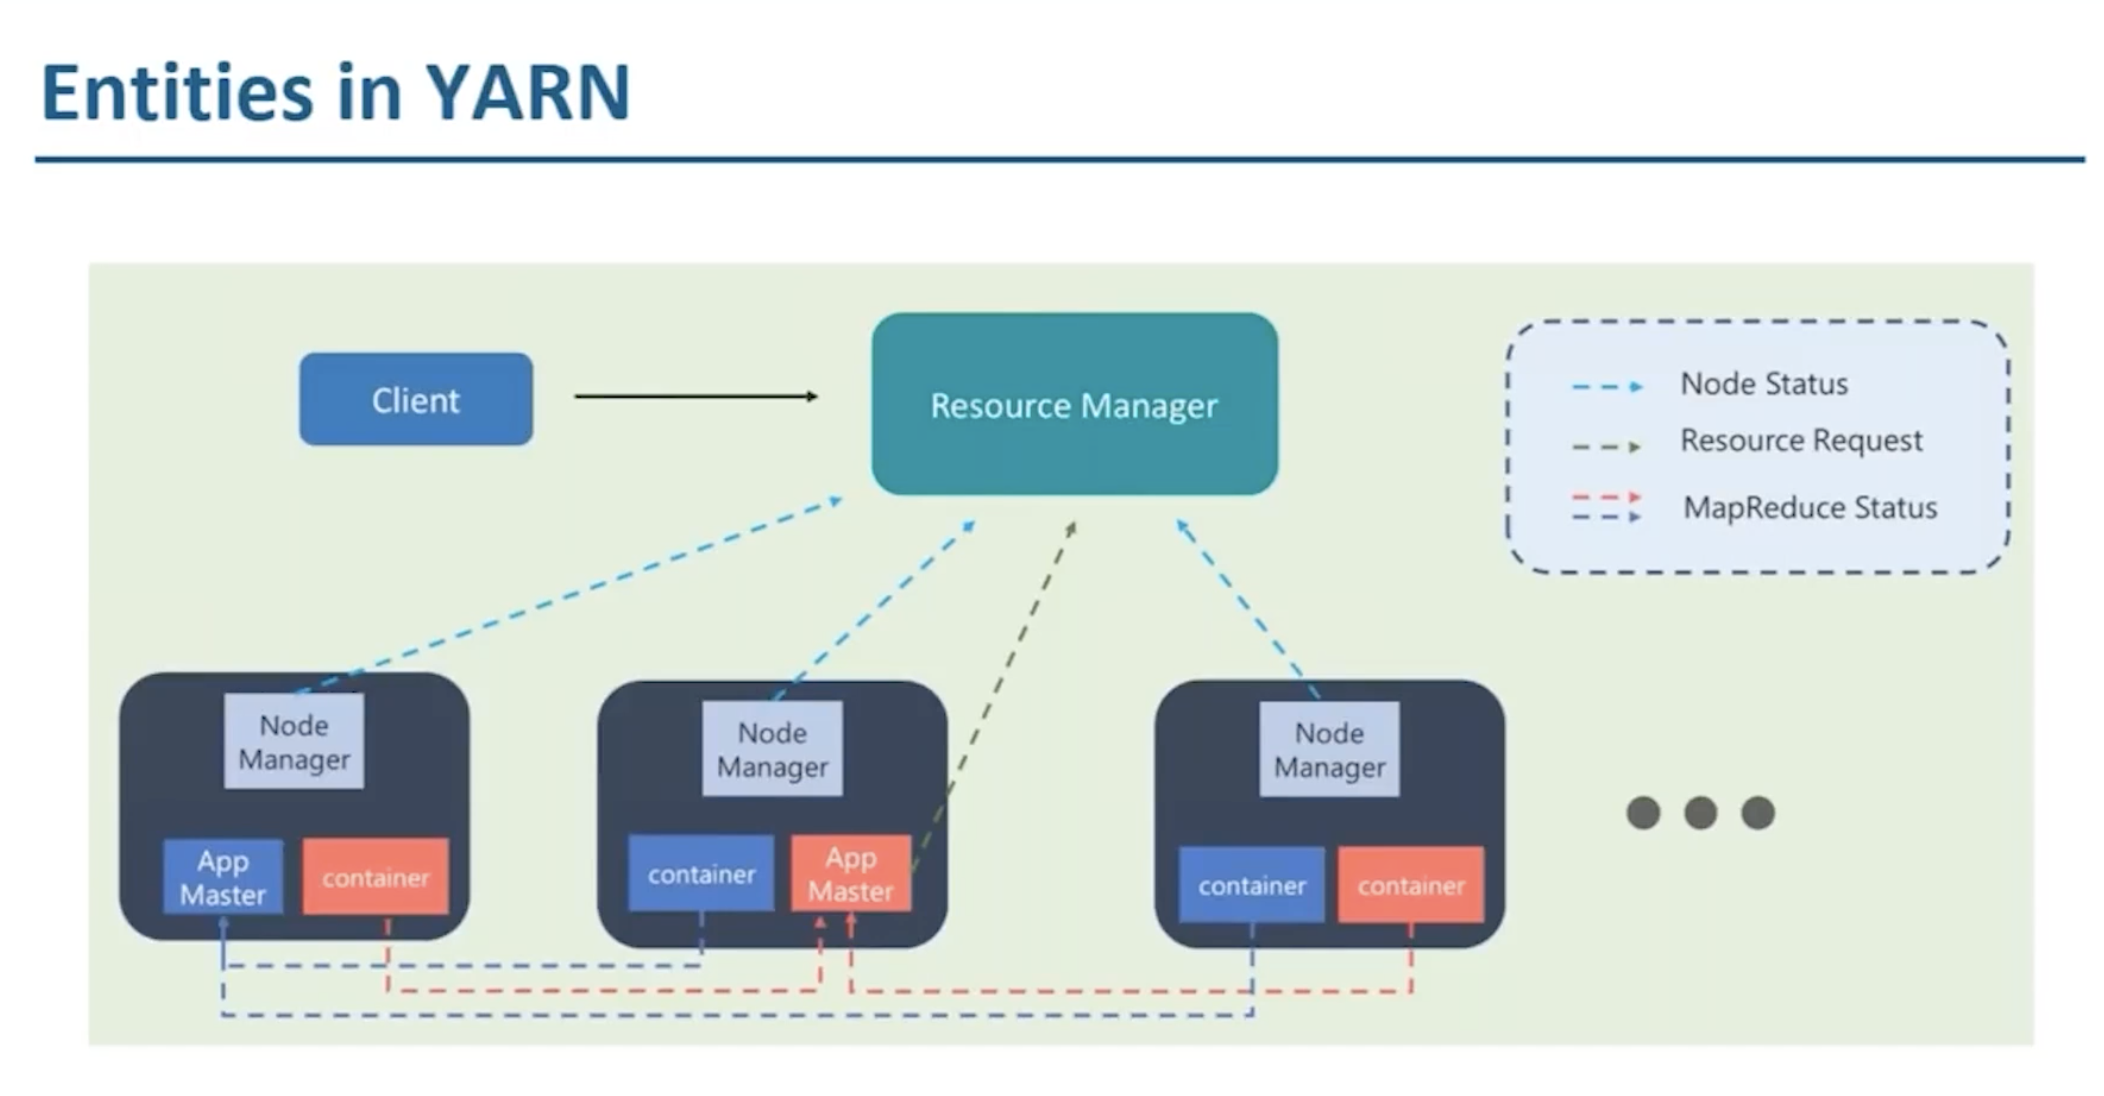 Entities in YARN
Client
Resource Manager
Node Status
Resource Request
MapReduce Status
Node
Manager
App
Master
container
Node
Manager
container
App
Master
Node
Manager
container
container